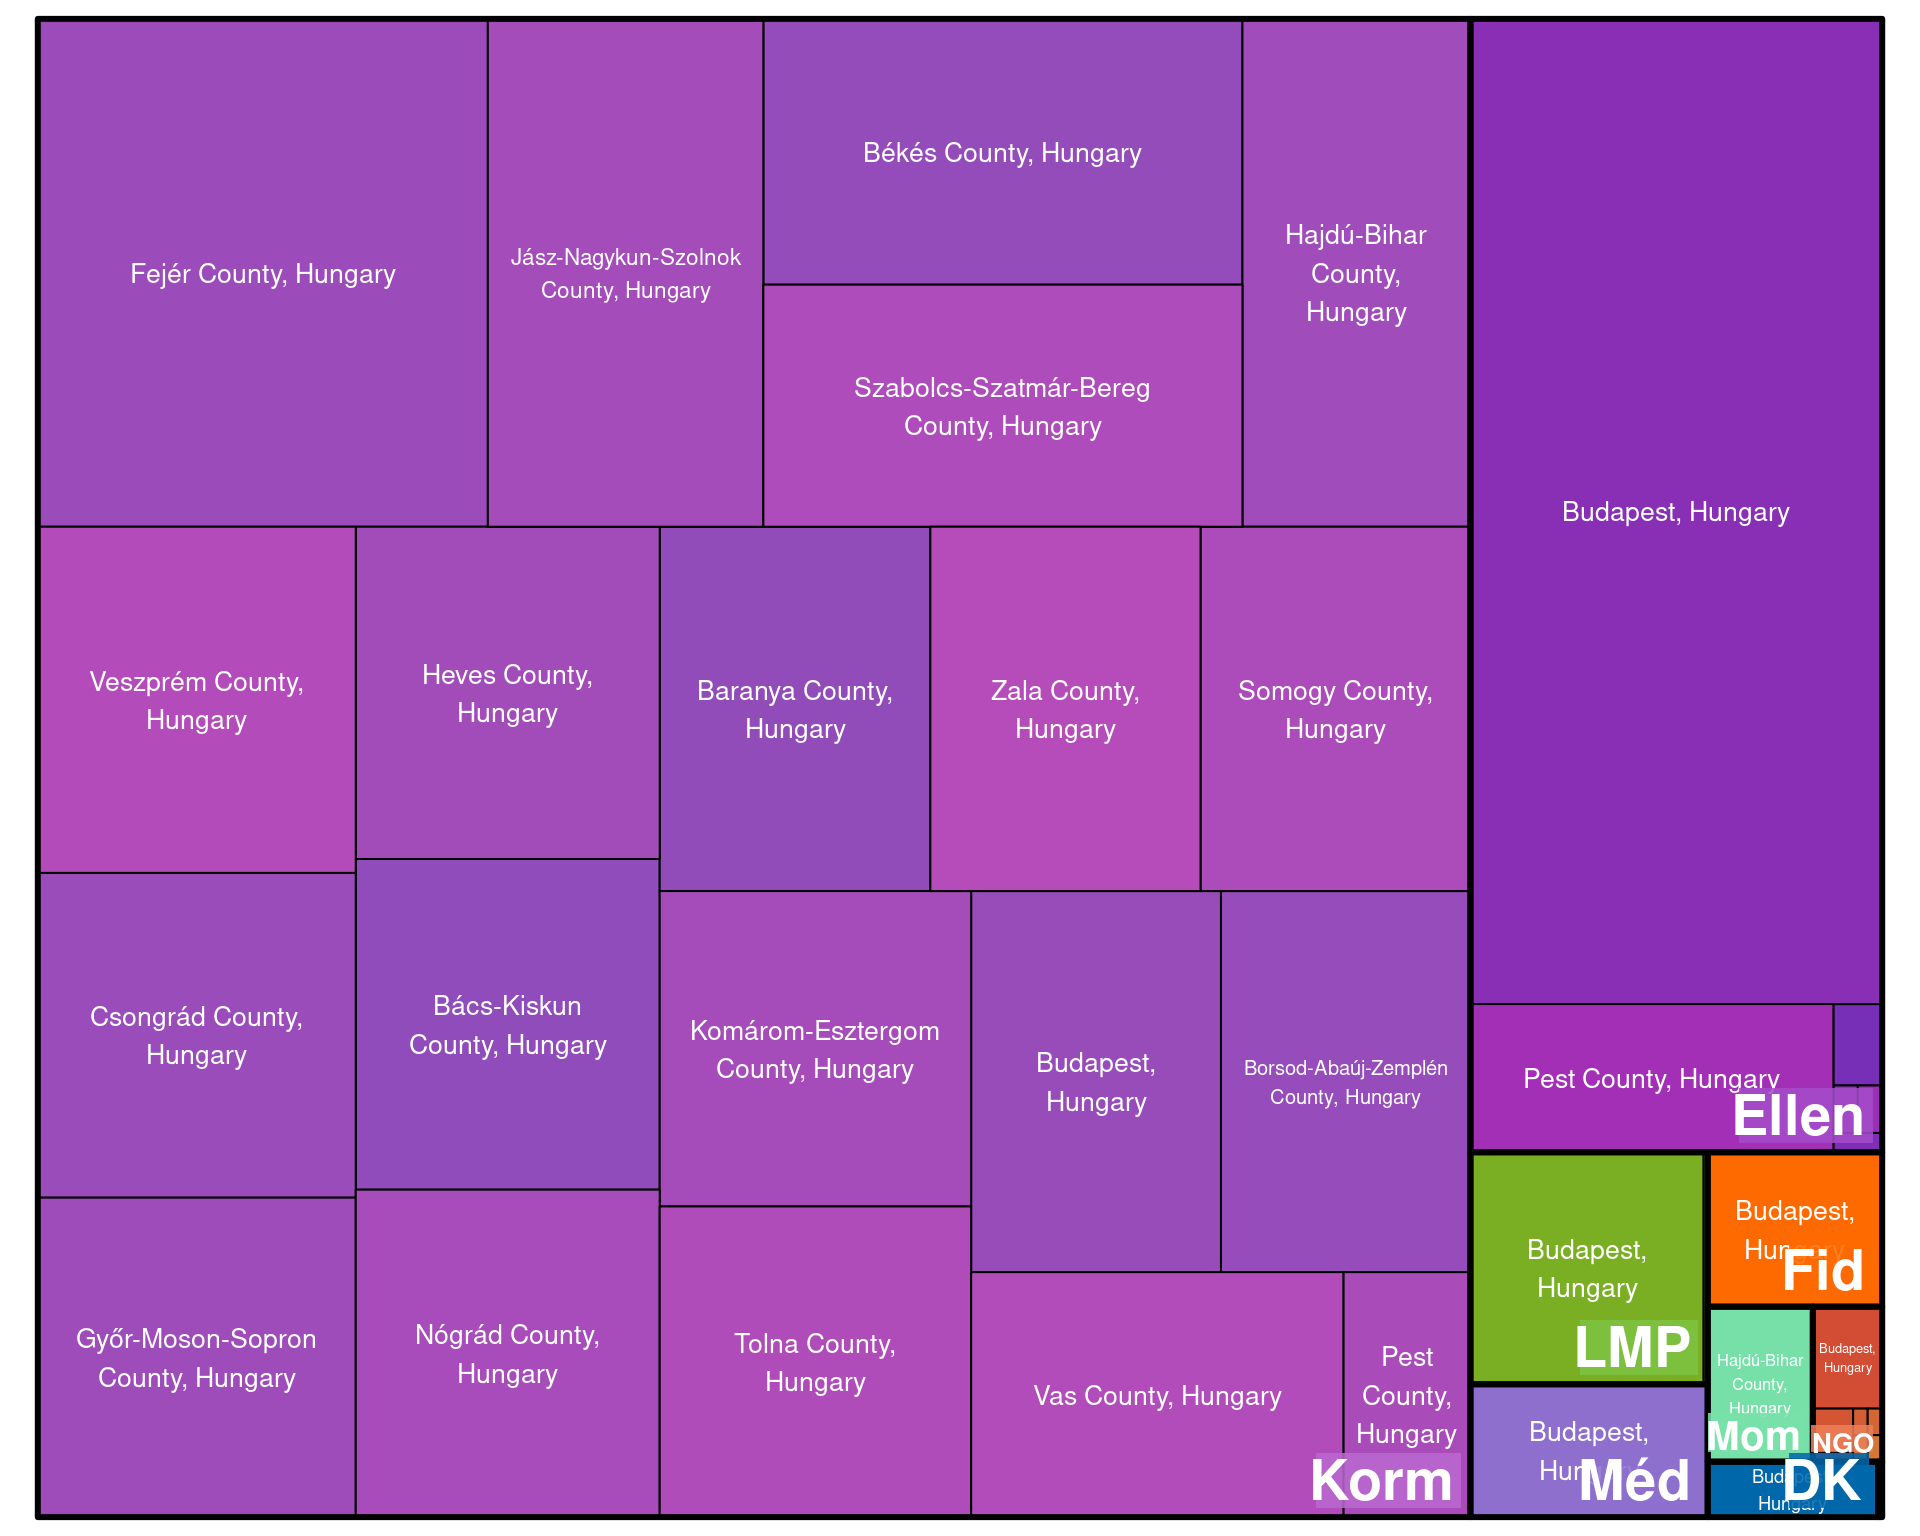 Fejér County, Hungary
Jász-Nagykun-Szolnok
County, Hungary
Békés County, Hungary
Szabolcs-Szatmár-Bereg
County, Hungary
Hajdú-Bihar
County,
Hungary
Veszprém County,
Hungary
Heves County,
Hungary
Baranya County,
Hungary
Zala County,
Hungary
Somogy County,
Hungary
Csongrád County,
Hungary
Bács-Kiskun
County, Hungary
Komárom-Esztergom
County, Hungary
Budapest,
Hungary
Borsod-Abaúj-Zemplén
County, Hungary
Győr-Moson-Sopron
County, Hungary
Nógrád County,
Hungary
Tolna County,
Hungary
Vas County, Hungary
Pest
County,
Hungary
Korm
Budapest, Hungary
Pest County, Hungary
Ellen
Budapest,
Hungary
LMP
Budapest,
Hungary
Fid
Budapest,
Hungary
Méd
Hajdú-Bihar
County,
Hungary
Mom
Budapest,
Hungary
NGO
Budapest,
Hungary
DK